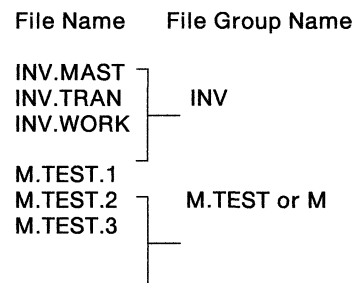 File Name File Group Name
INV.MAST
INV.TRAN INV
INV.WORK
M.TEST.1
M.TEST.2 M.TEST or M
M.TEST.3